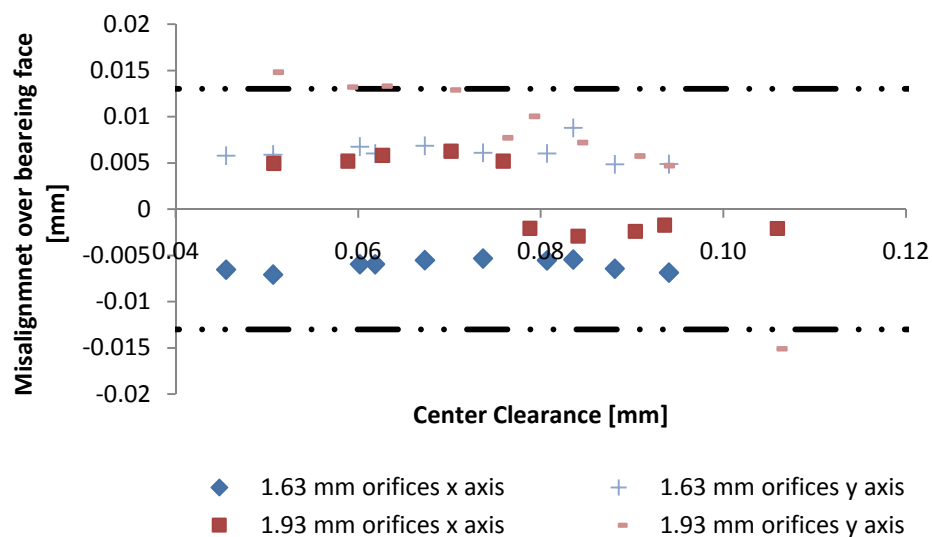 0.02
0.015
0.01
0.005
0
-0.005
-0.01
-0.015
-0.02
Misalignmnet over beareing face
[mm]
0.04 0.06 0.08 0.10 0.12
Center Clearance [mm]
1.63 mm orifices x axis 1.63 mm orifices y axis
1.93 mm orifices x axis 1.93 mm orifices y axis